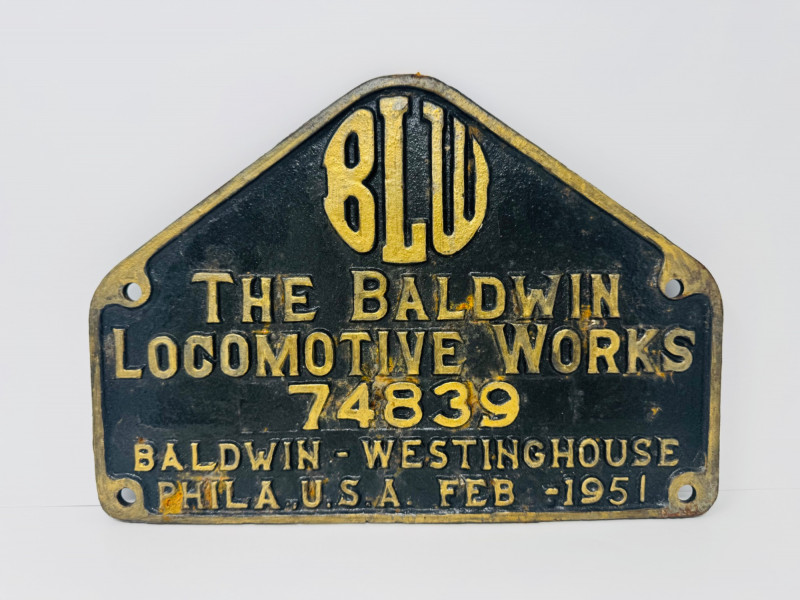 BLW
THE BALDWIN
LOCOMOTIVE WORKS
74839
BALDWIN - WESTINGHOUSE
PHILA., U.S.A. FEB -1951